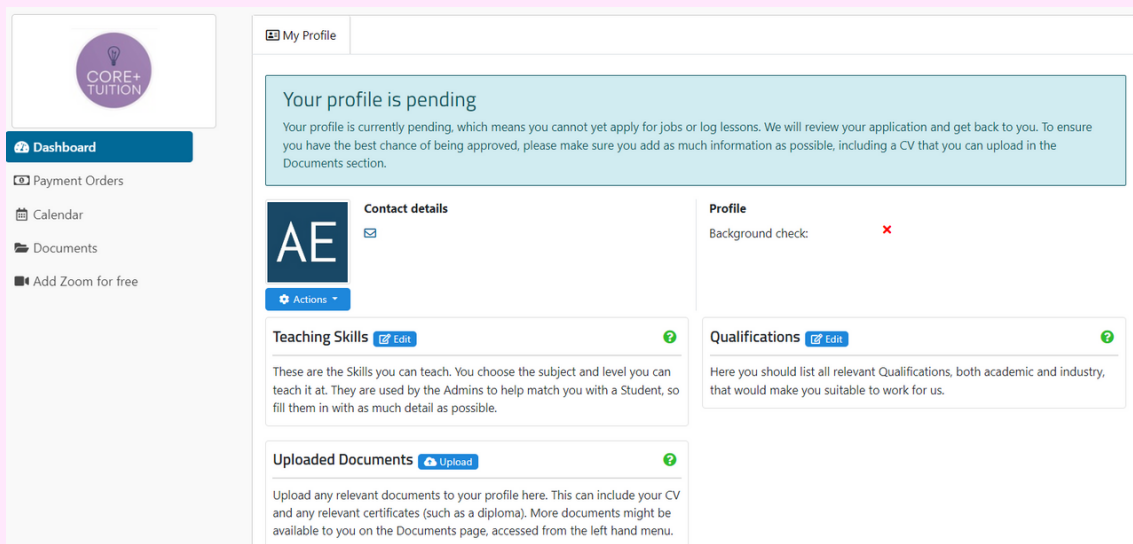 CORE+
TUITION
Dashboard
Payment Orders
Calendar
Documents
Add Zoom for free
My Profile
Your profile is pending
Your profile is currently pending, which means you cannot yet apply for jobs or log lessons. We will review your application and get back to you. To ensure
you have the best chance of being approved, please make sure you add as much information as possible, including a CV that you can upload in the
Documents section.
AE
Actions
Contact details
Profile
Background check:
Teaching Skills Edit
These are the Skills you can teach. You choose the subject and level you can
teach it at. They are used by the Admins to help match you with a Student, so
fill them in with as much detail as possible.
Qualifications Edit
Here you should list all relevant Qualifications, both academic and industry,
that would make you suitable to work for us.
Uploaded Documents Upload
Upload any relevant documents to your profile here. This can include your CV
and any relevant certificates (such as a diploma). More documents might be
available to you on the Documents page, accessed from the left hand menu.